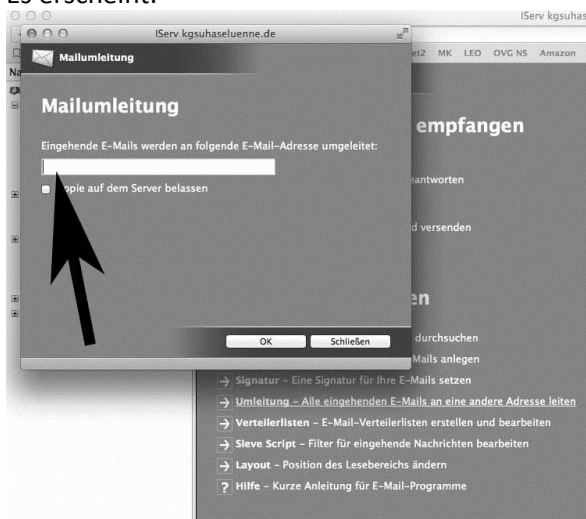 Es erscheint:
IServ kgsuhas
IServ kgsuhaseluenne.de
Mailumleitung
MK LEO OVG NS Amazon
Na
Mailumleitung
empfangen
Eingehende E-Mails werden an folgende E-Mail-Adresse umgeleitet:
eantworten
opie auf dem Server belassen
d versenden
en
OK Schließen
durchsuchen
Mails anlegen
Signatur – Eine Signatur für Ihre E-Mails setzen
Umleitung – Alle eingehenden E-Mails an eine andere Adresse leiten
Verteilerlisten – E-Mail-Verteilerlisten erstellen und bearbeiten
Sieve Script – Filter für eingehende Nachrichten bearbeiten
Layout – Position des Lesebereichs ändern
? Hilfe – Kurze Anleitung für E-Mail-Programme